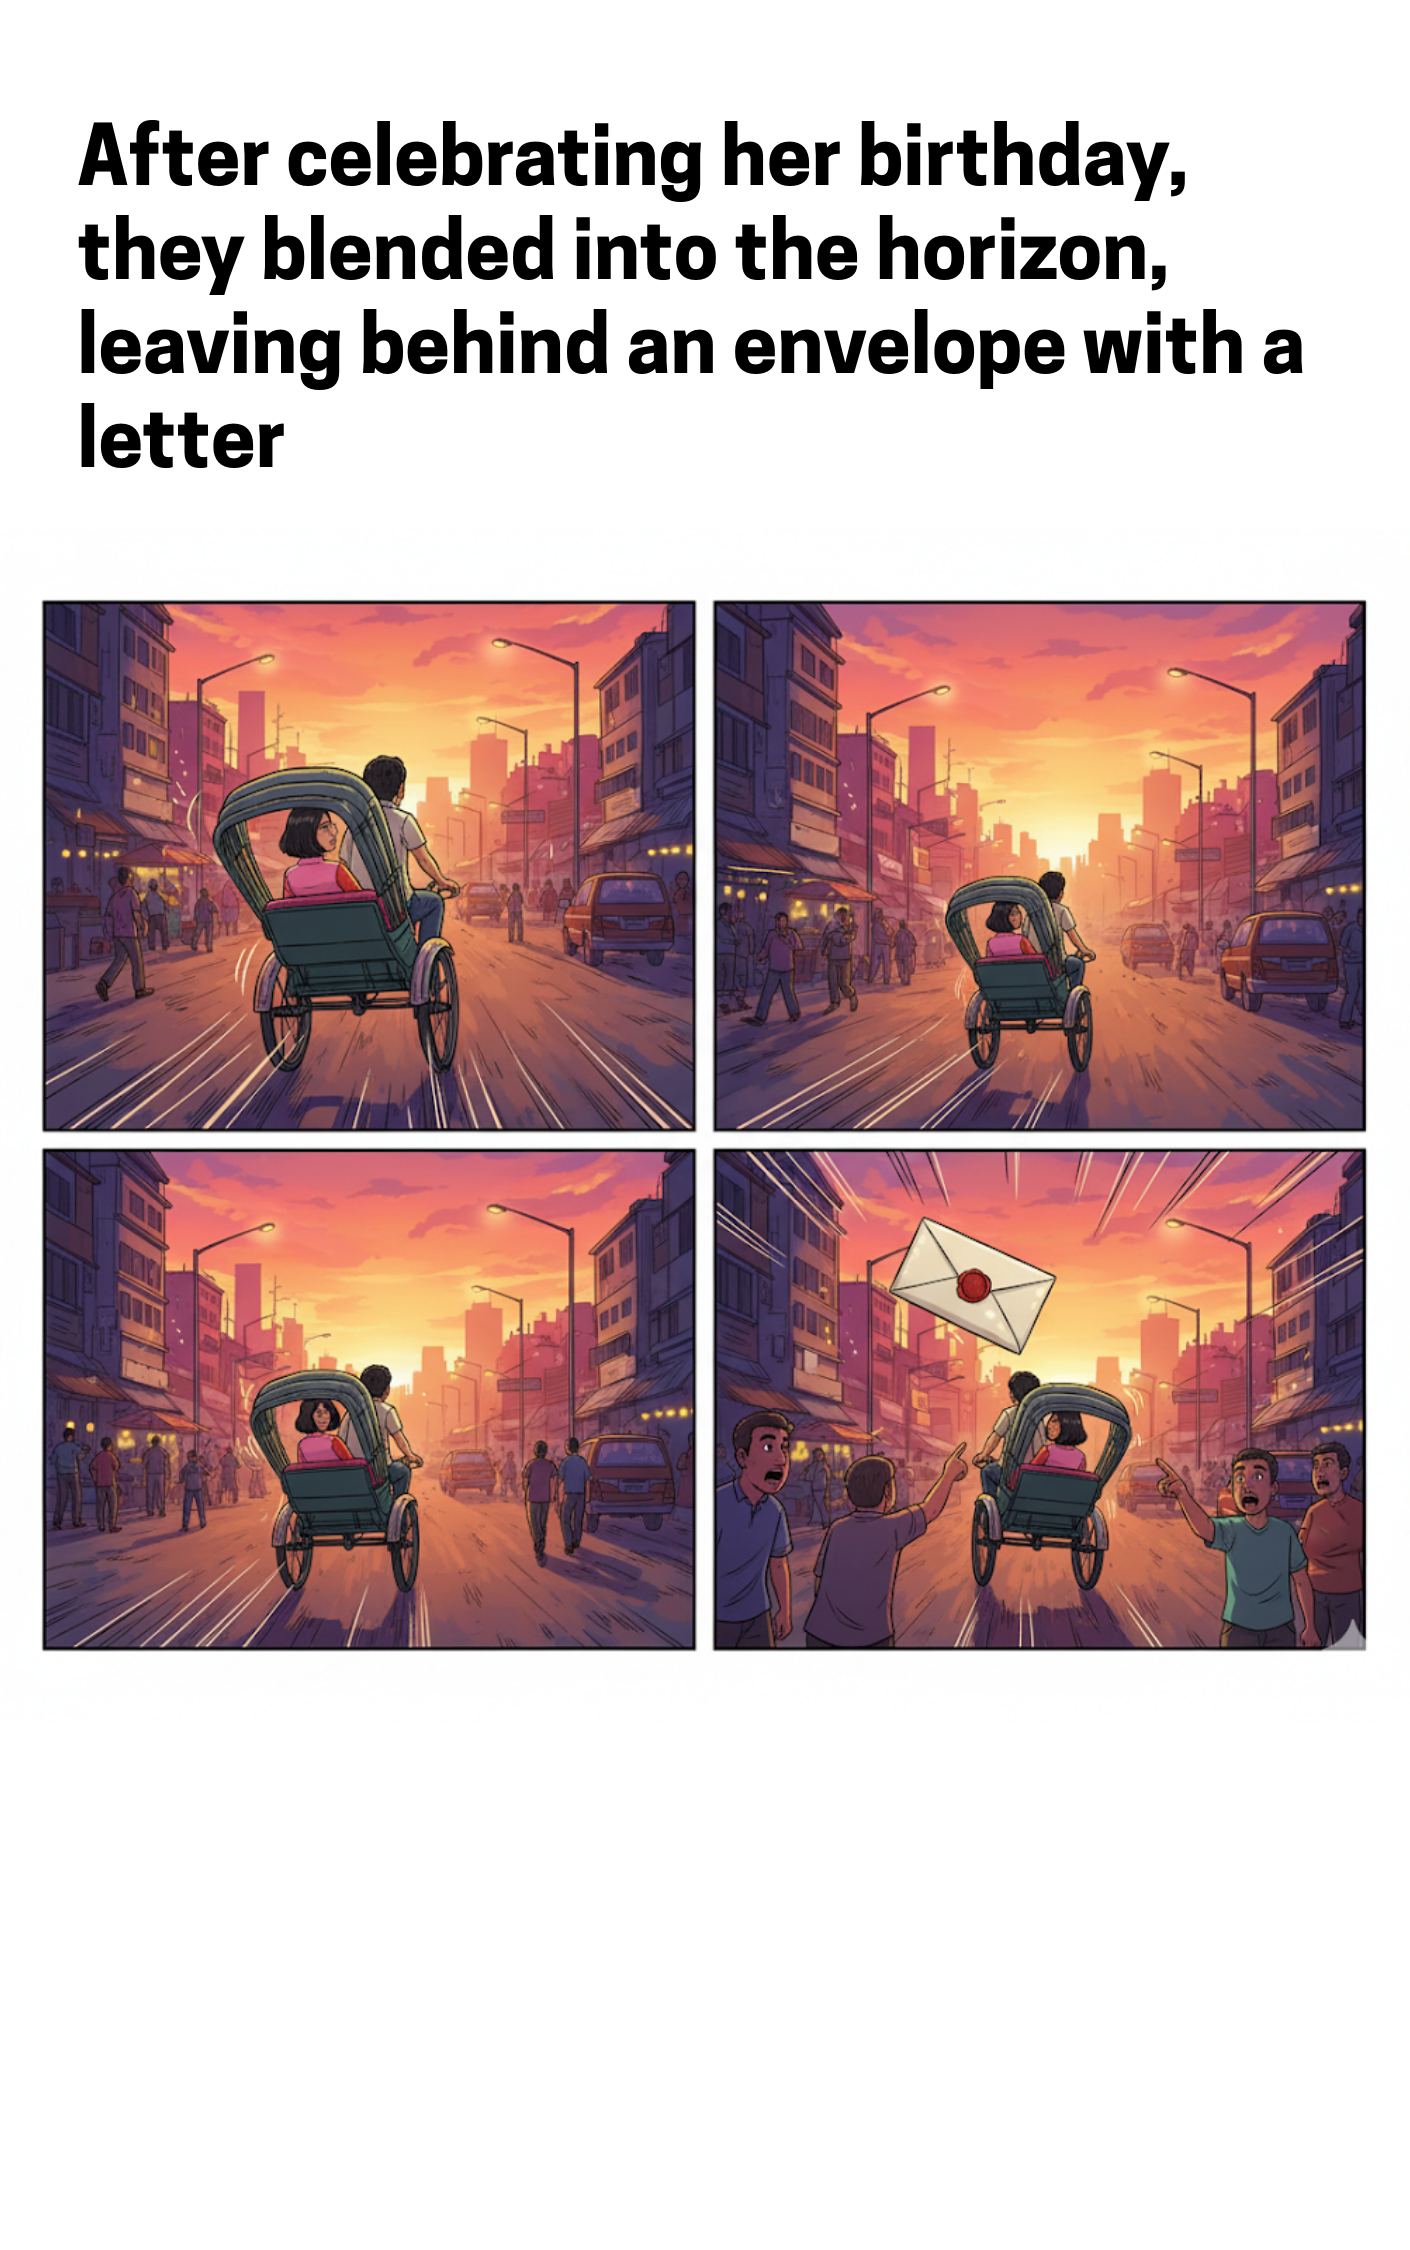 After celebrating her birthday,
they blended into the horizon,
leaving behind an envelope with a
letter